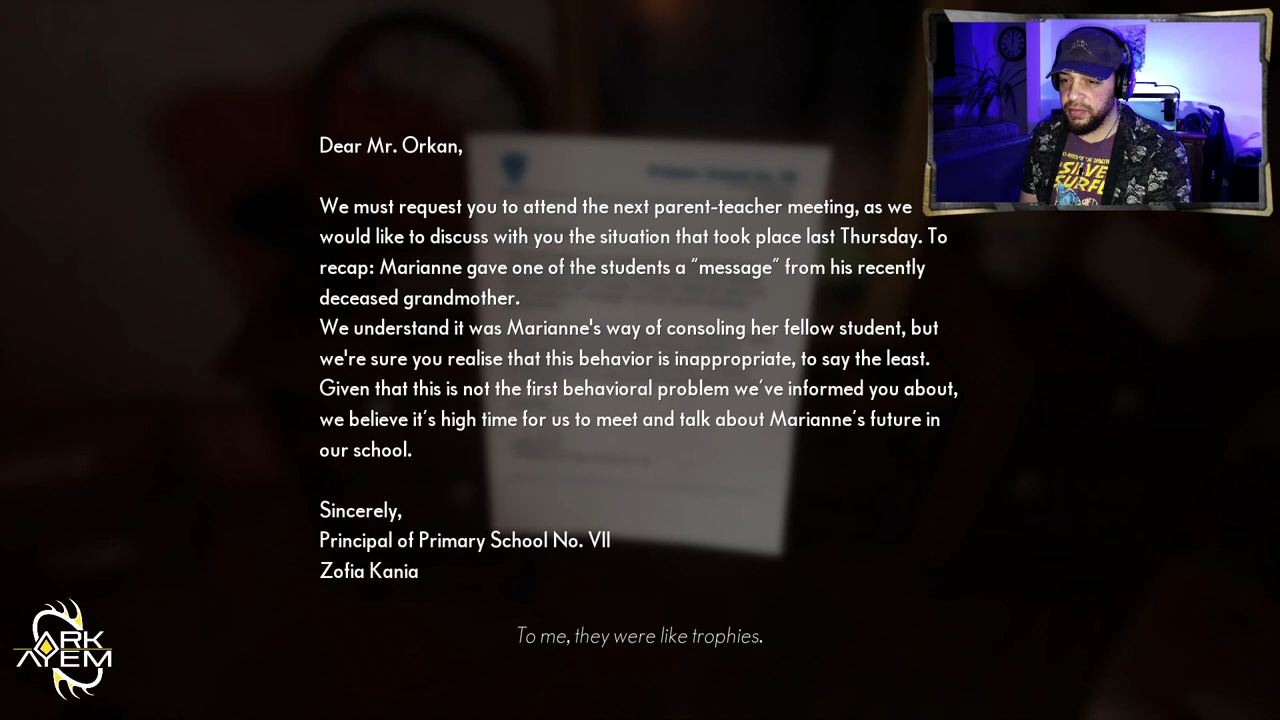 Dear Mr. Orkan,
We must request you to attend the next parent-teacher meeting, as we
would like to discuss with you the situation that took place last Thursday. To
recap: Marianne gave one of the students a "message" from his recently
deceased grandmother.
We understand it was Marianne's way of consoling her fellow student, but
we're sure you realise that this behavior is inappropriate, to say the least.
Given that this is not the first behavioral problem we've informed you about,
we believe it's high time for us to meet and talk about Marianne's future in
our school.
Sincerely,
Principal of Primary School No. VII
Zofia Kania
To me, they were like trophies.
ARK
AYEM
SILVER
SURFE